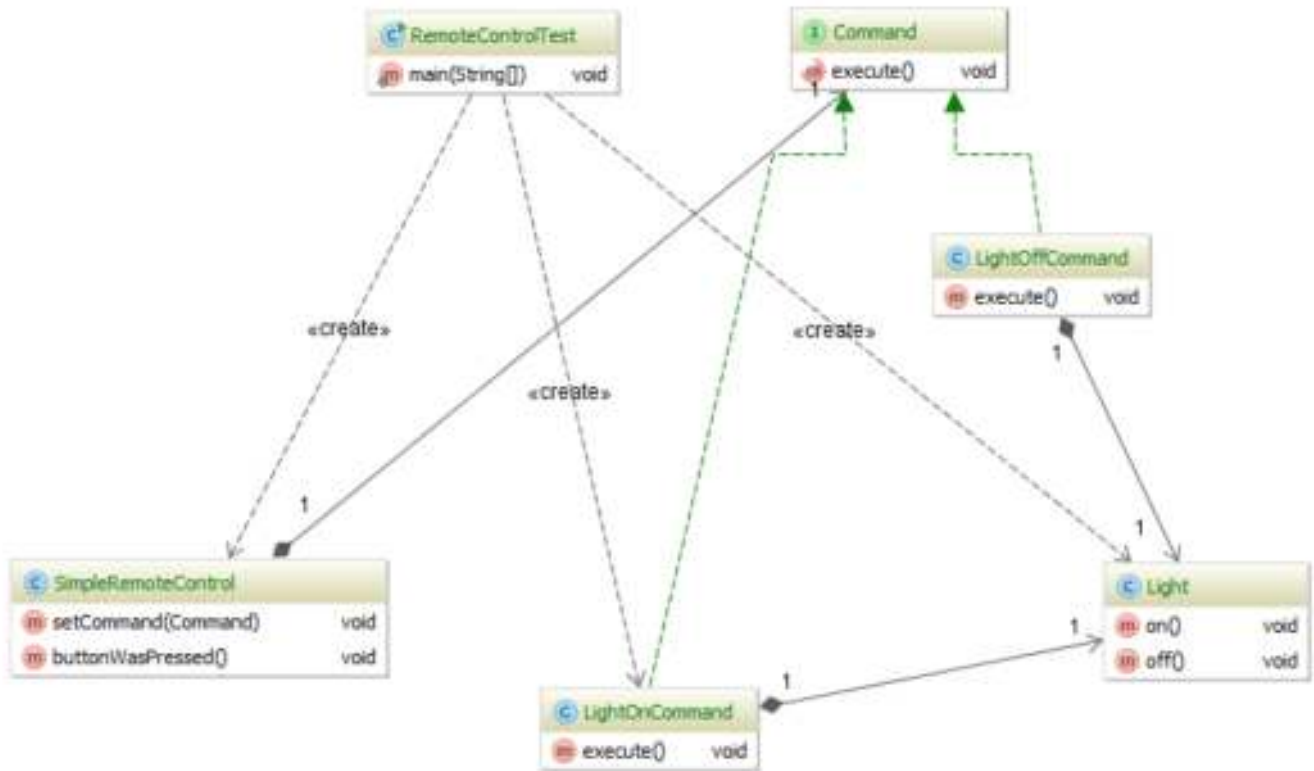 RemoteControlTest
main(String[]) void
Command
execute() void
1
LightOffCommand
execute() void
1
«create»
«create»
«create»
1
1
SimpleRemoteControl
setCommand(Command) void
buttonWasPressed() void
Light
on() void
off() void
1
1
LightOnCommand
execute() void